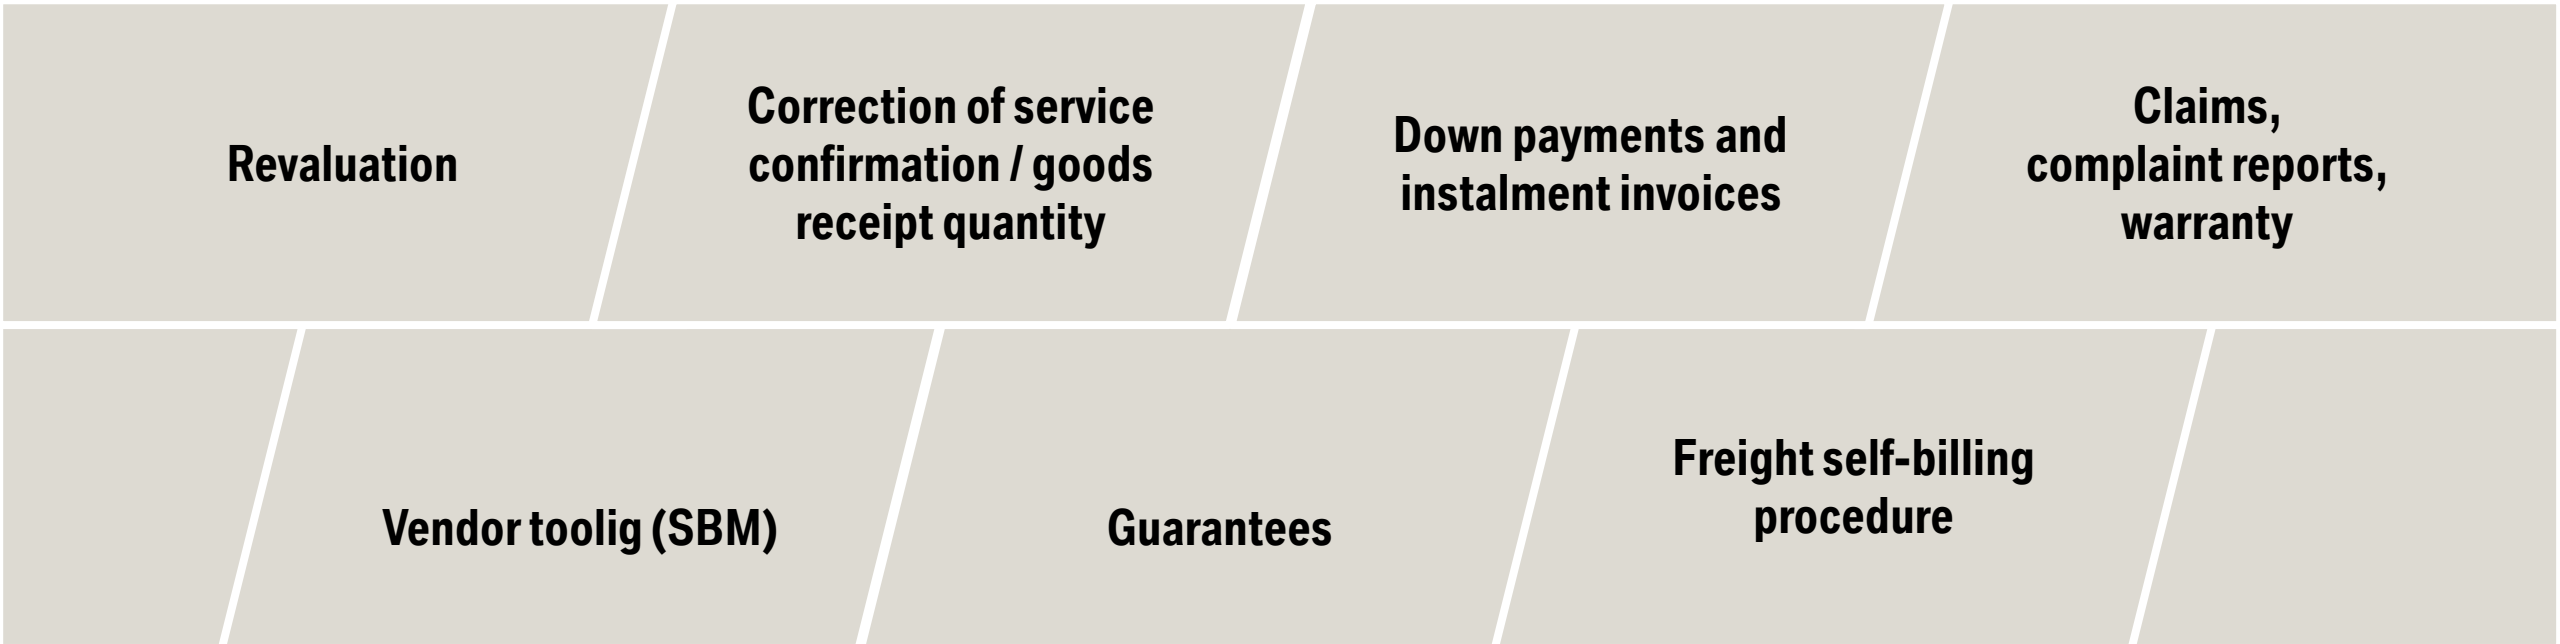 Revaluation
Correction of service
confirmation / goods
receipt quantity
Down payments and
instalment invoices
Claims,
complaint reports,
warranty
Vendor toolig (SBM)
Guarantees
Freight self-billing
procedure